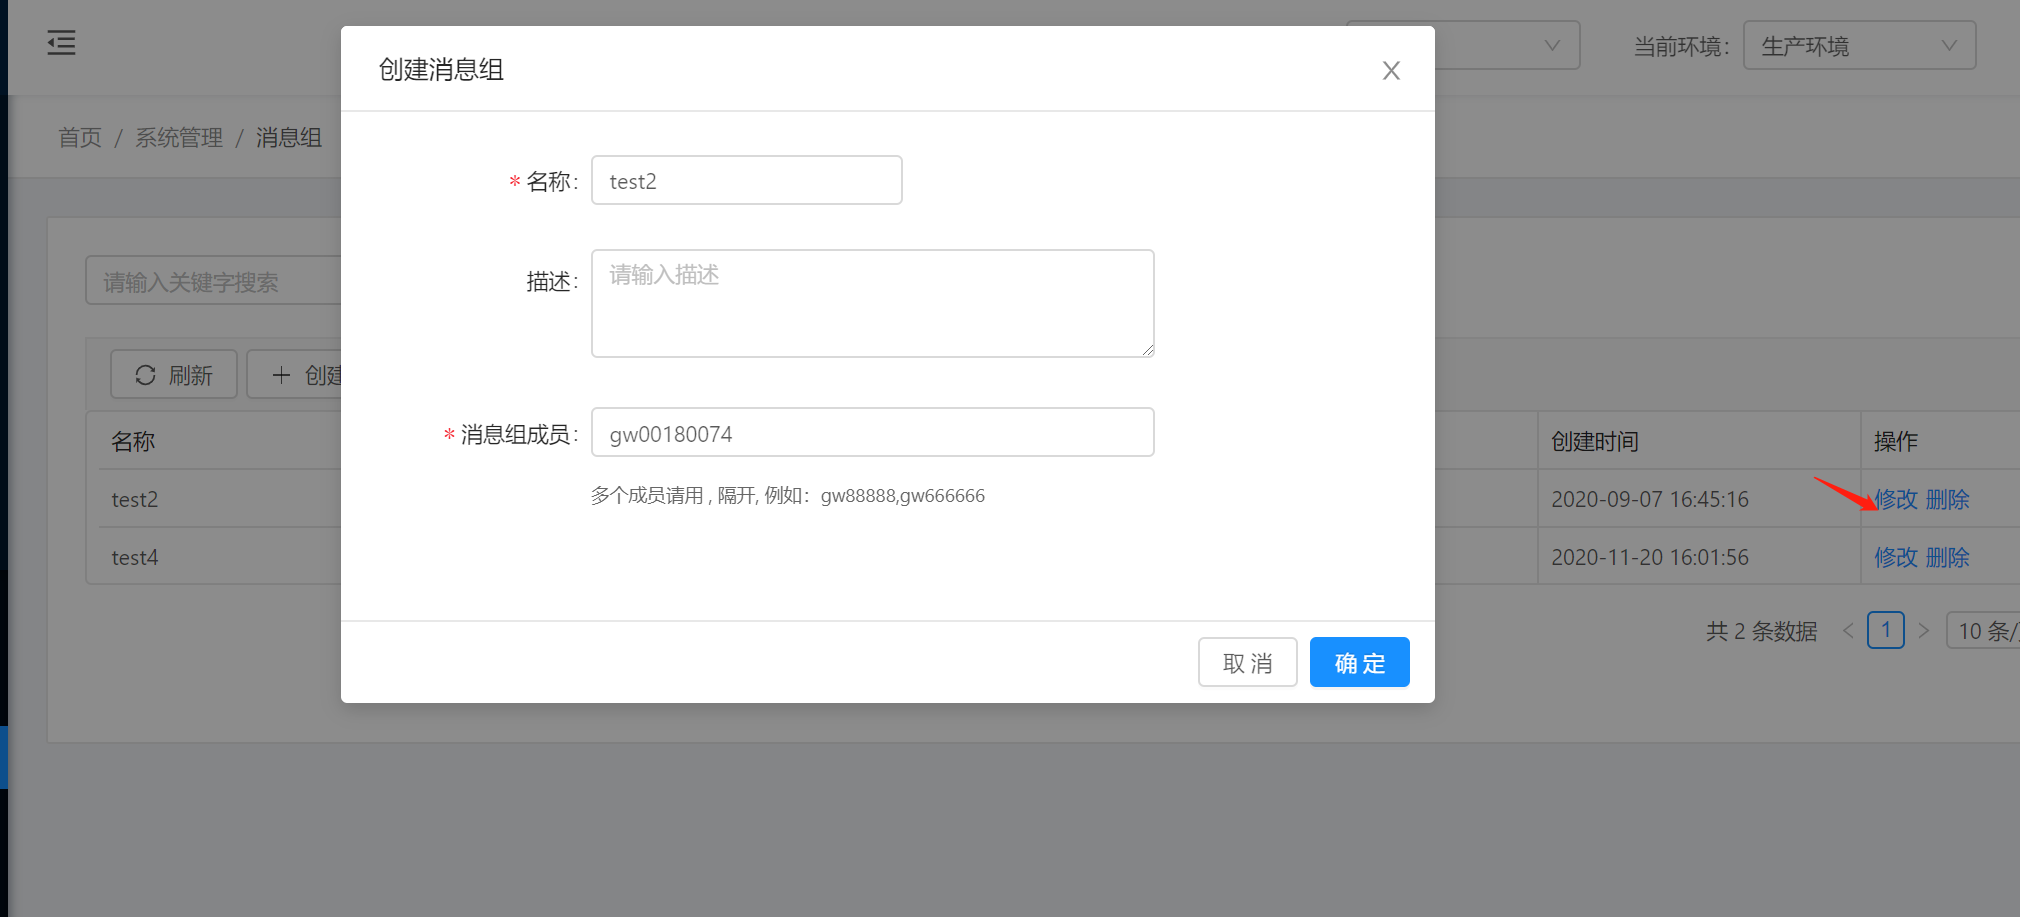 当前环境: 生产环境
首页 / 系统管理 / 消息组
请输入关键字搜索
刷新 创建
名称 创建时间 操作
test2 2020-09-07 16:45:16 修改 删除
test4 2020-11-20 16:01:56 修改 删除
共 2 条数据 < 1 > 10 条/
创建消息组
* 名称: test2
描述: 请输入描述
* 消息组成员: gw00180074
多个成员请用 , 隔开, 例如：gw88888,gw666666
取 消 确 定